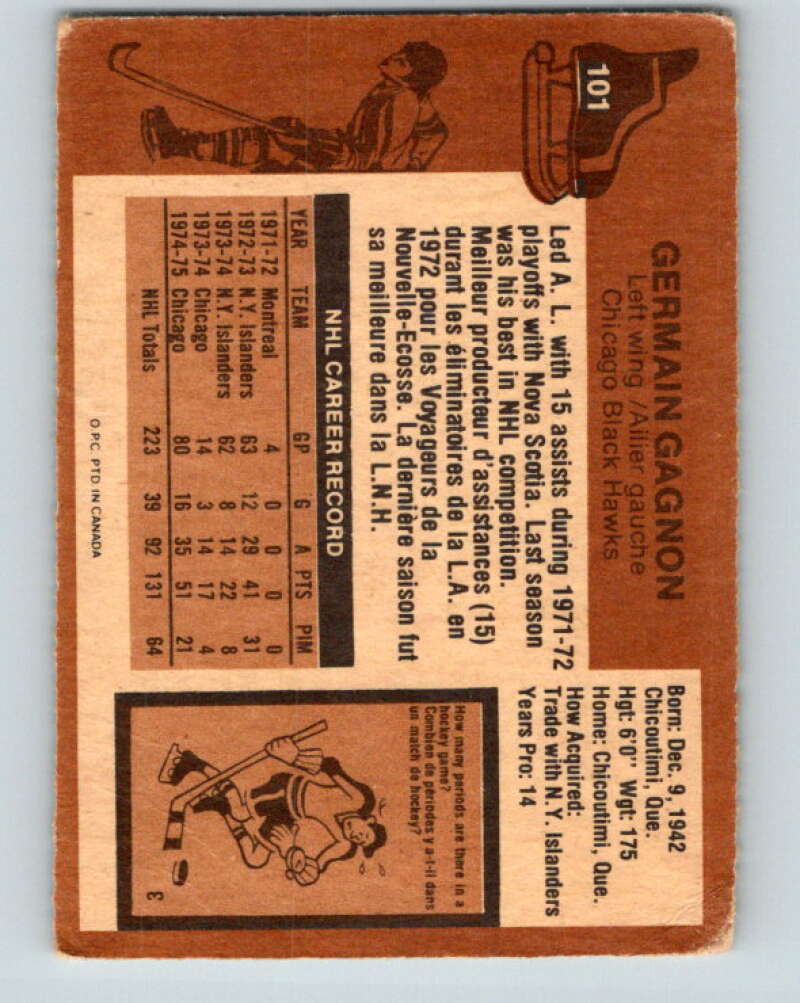 101
GERMAIN GAGNON
Left wing/Ailier gauche
Chicago Black Hawks
Born: Dec. 9, 1942
Chicoutimi, Que.
Hgt: 6'0" Wgt: 175
Home: Chicoutimi, Que.
How Acquired:
Trade with N.Y. Islanders
Years Pro: 14
Led A. L. with 15 assists during 1971-72
playoffs with Nova Scotia. Last season
was his best in NHL competition.
Meilleur producteur d'assistances (15)
durant les éliminatoires de la L.A. en
1972 pour les Voyageurs de la
Nouvelle-Ecosse. La dernière saison fut
sa meilleure dans la L.N.H.
NHL CAREER RECORD
YEAR TEAM GP G A PTS PIM
1971-72 Montreal 4 0 0 0 0
1972-73 N.Y. Islanders 63 12 29 41 31
1973-74 N.Y. Islanders 62 8 14 22 8
1973-74 Chicago 14 3 14 17 4
1974-75 Chicago 80 16 35 51 21
NHL Totals 223 39 92 131 64
O.P.C. PTD IN CANADA
How many periods are there in a
hockey game?
Combien de périodes y a-t-il dans
un match de hockey?
3